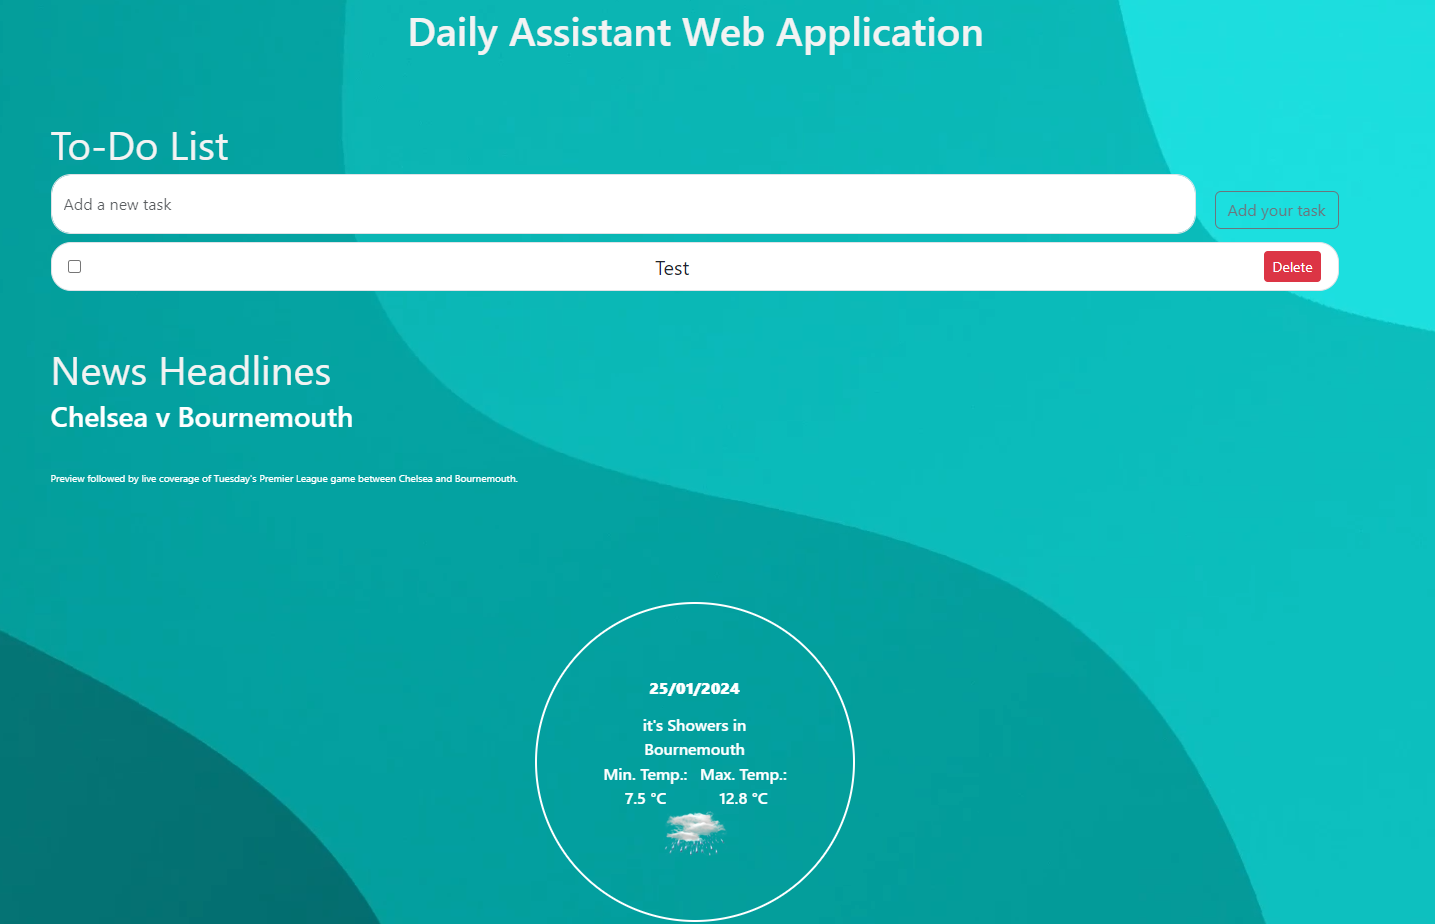 Daily Assistant Web Application
To-Do List
Add a new task
Add your task
Test
Delete
News Headlines
Chelsea v Bournemouth
Preview followed by live coverage of Tuesday's Premier League game between Chelsea and Bournemouth.
25/01/2024
it's Showers in
Bournemouth
Min. Temp.: Max. Temp.:
7.5 °C 12.8 °C